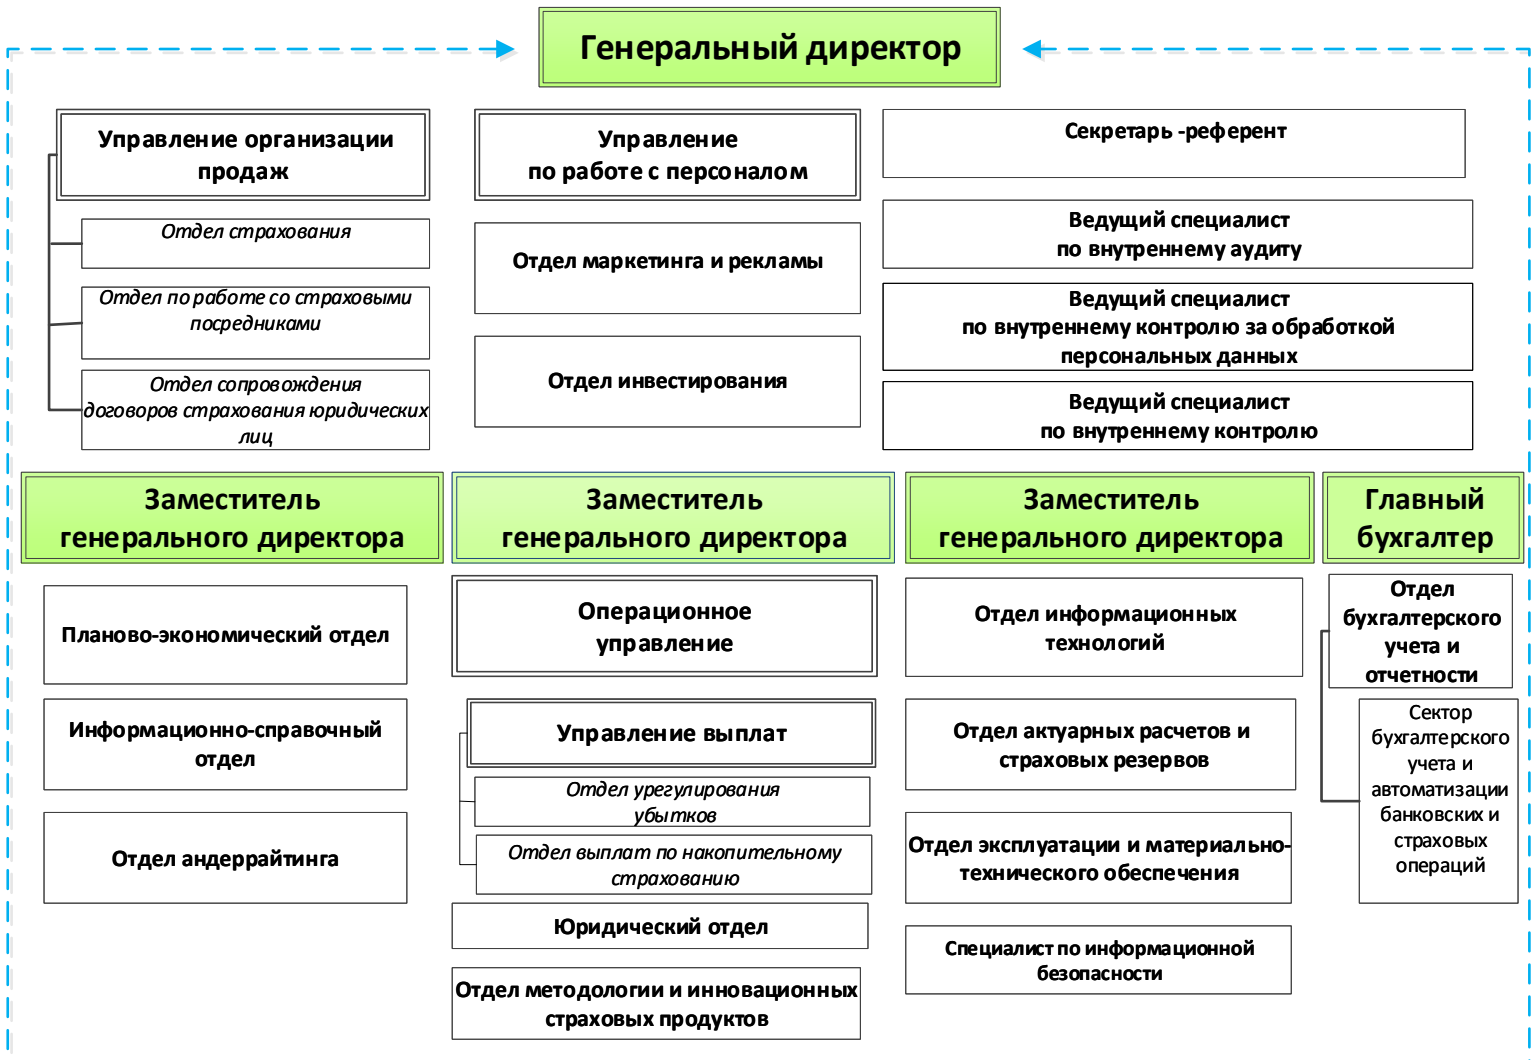 Генеральный директор
Управление организации
продаж
Отдел страхования
Отдел по работе со страховыми
посредниками
Отдел сопровождения
договоров страхования юридических
лиц
Управление
по работе с персоналом
Отдел маркетинга и рекламы
Отдел инвестирования
Секретарь -референт
Ведущий специалист
по внутреннему аудиту
Ведущий специалист
по внутреннему контролю за обработкой
персональных данных
Ведущий специалист
по внутреннему контролю
Заместитель
генерального директора
Планово-экономический отдел
Информационно-справочный
отдел
Отдел андеррайтинга
Заместитель
генерального директора
Операционное
управление
Управление выплат
Отдел урегулирования
убытков
Отдел выплат по накопительному
страхованию
Юридический отдел
Отдел методологии и инновационных
страховых продуктов
Заместитель
генерального директора
Отдел информационных
технологий
Отдел актуарных расчетов и
страховых резервов
Отдел эксплуатации и материально-
технического обеспечения
Специалист по информационной
безопасности
Главный
бухгалтер
Отдел
бухгалтерского
учета и
отчетности
Сектор
бухгалтерского
учета и
автоматизации
банковских и
страховых
операций